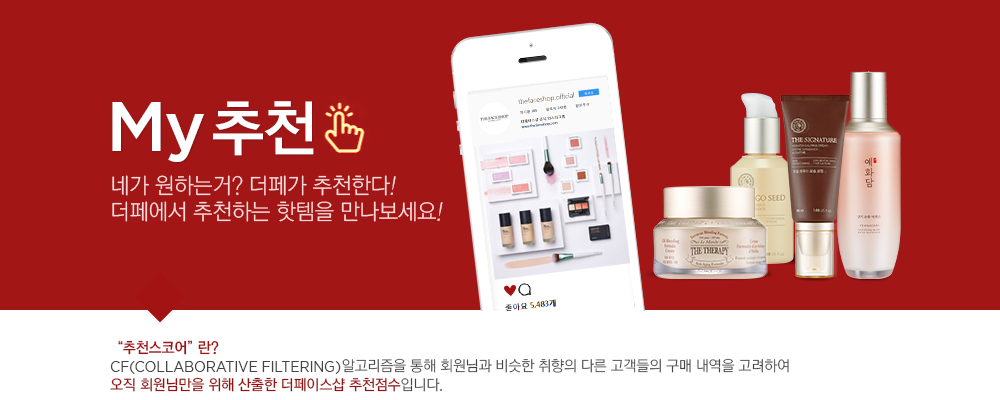 My 추천
네가 원하는거? 더페가 추천한다!
더페에서 추천하는 핫템을 만나보세요!
thefaceshop.official
THEFACESHOP
좋아요 5,483개
THE THERAPY
GO SEED
THE SIGNATURE
예화담
“추천스코어” 란?
CF(COLLABORATIVE FILTERING)알고리즘을 통해 회원님과 비슷한 취향의 다른 고객들의 구매 내역을 고려하여
오직 회원님만을 위해 산출한 더페이스샵 추천점수입니다.